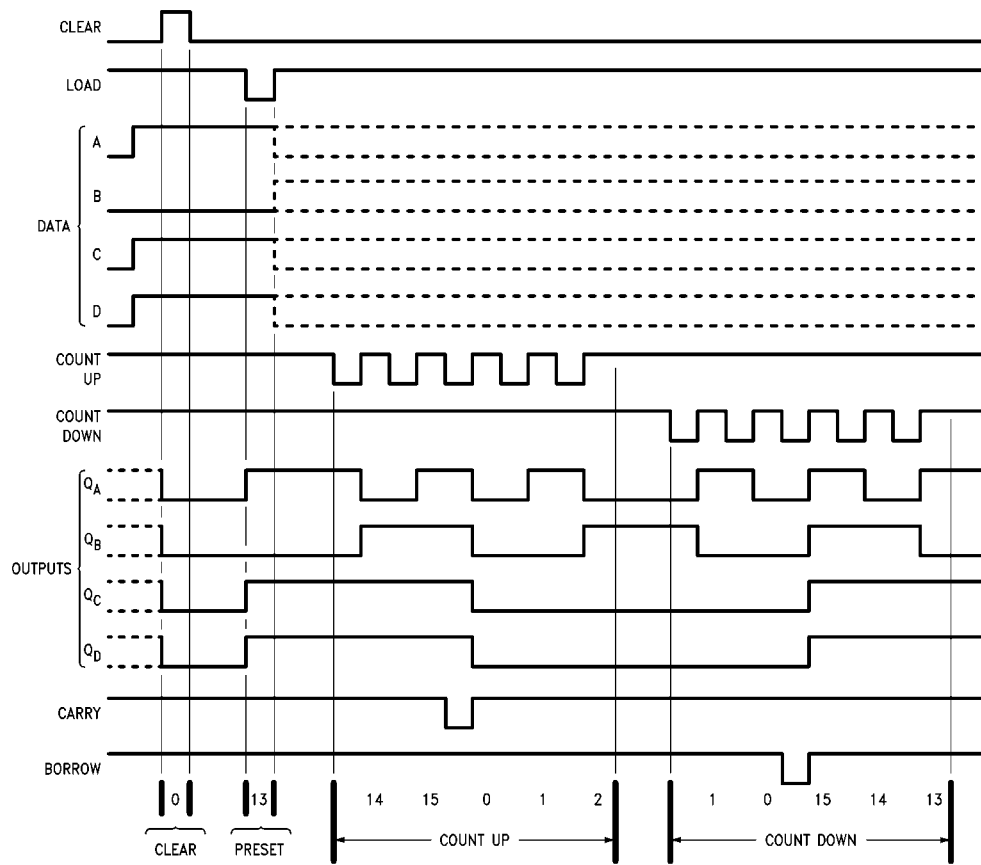 CLEAR
LOAD
A
B
DATA
C
D
COUNT
UP
COUNT
DOWN
QA
QB
OUTPUTS
QC
QD
CARRY
BORROW
0 13 14 15 0 1 2 1 0 15 14 13
CLEAR PRESET COUNT UP COUNT DOWN